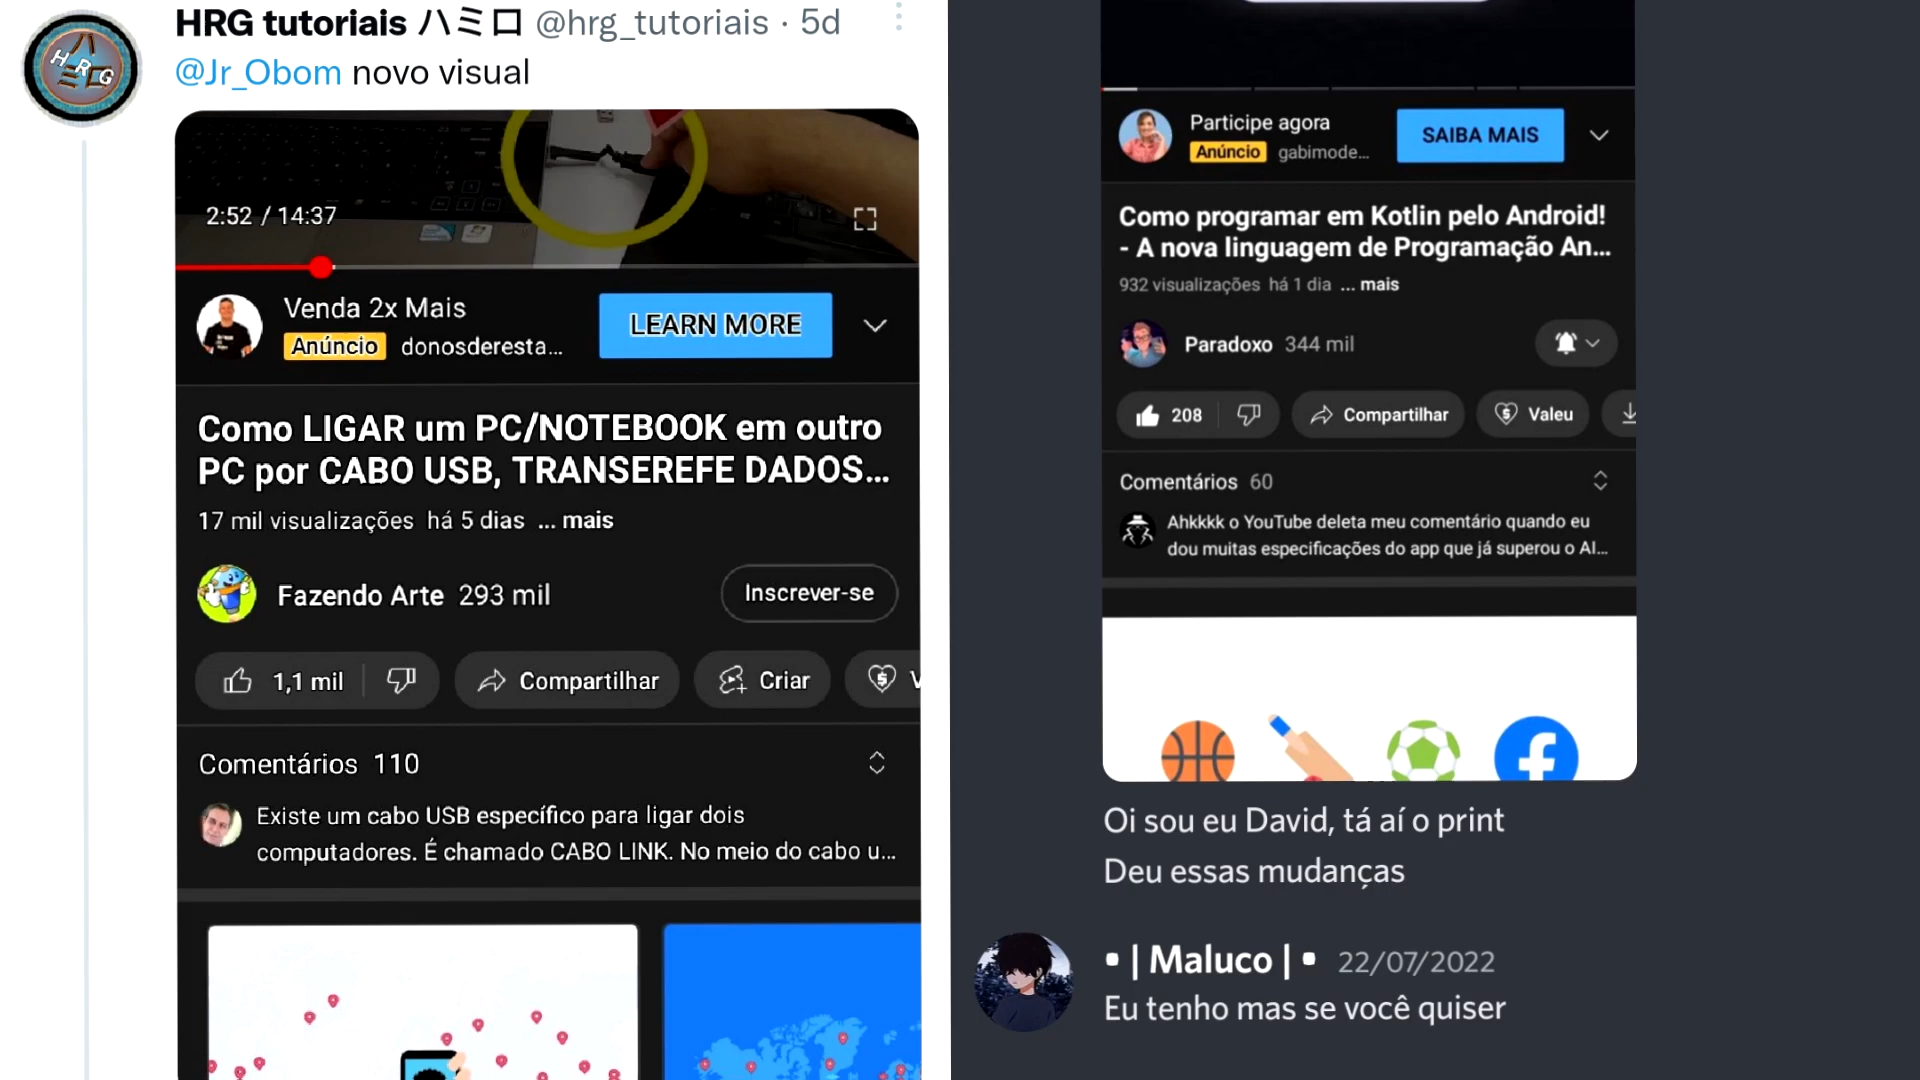 HRG tutoriais ハミロ @hrg_tutoriais · 5d
@Jr_Obom novo visual
HRG
ハミロ
2:52 / 14:37
Venda 2x Mais
Anúncio donosderesta...
LEARN MORE
Como LIGAR um PC/NOTEBOOK em outro
PC por CABO USB, TRANSEREFE DADOS...
17 mil visualizações há 5 dias ... mais
Fazendo Arte 293 mil
Inscrever-se
1,1 mil
Compartilhar
Criar
V
Comentários 110
Existe um cabo USB específico para ligar dois
computadores. É chamado CABO LINK. No meio do cabo u...
Participe agora
Anúncio gabimode...
SAIBA MAIS
Como programar em Kotlin pelo Android!
- A nova linguagem de Programação An...
932 visualizações há 1 dia ... mais
Paradoxo 344 mil
208
Compartilhar
Valeu
Comentários 60
Ahkkkk o YouTube deleta meu comentário quando eu
dou muitas especificações do app que já superou o AI...
Oi sou eu David, tá aí o print
Deu essas mudanças
▪ | Maluco | ▪ 22/07/2022
Eu tenho mas se você quiser